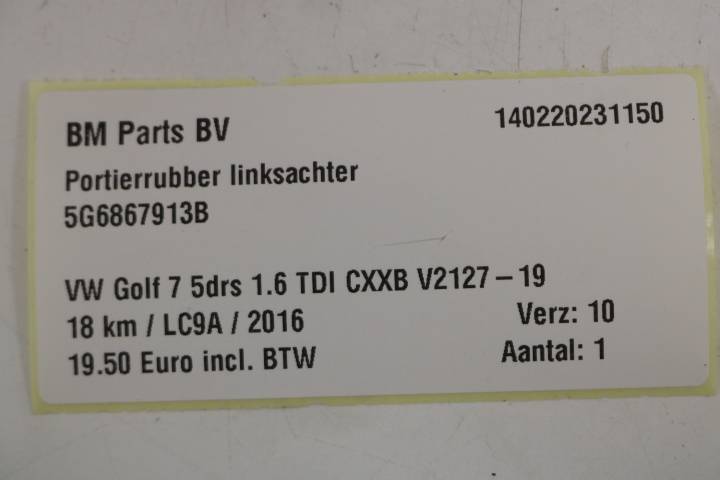 BM Parts BV 140220231150
Portierrubber linksachter
5G6867913B
VW Golf 7 5drs 1.6 TDI CXXB V2127 – 19
18 km / LC9A / 2016 Verz: 10
19.50 Euro incl. BTW Aantal: 1